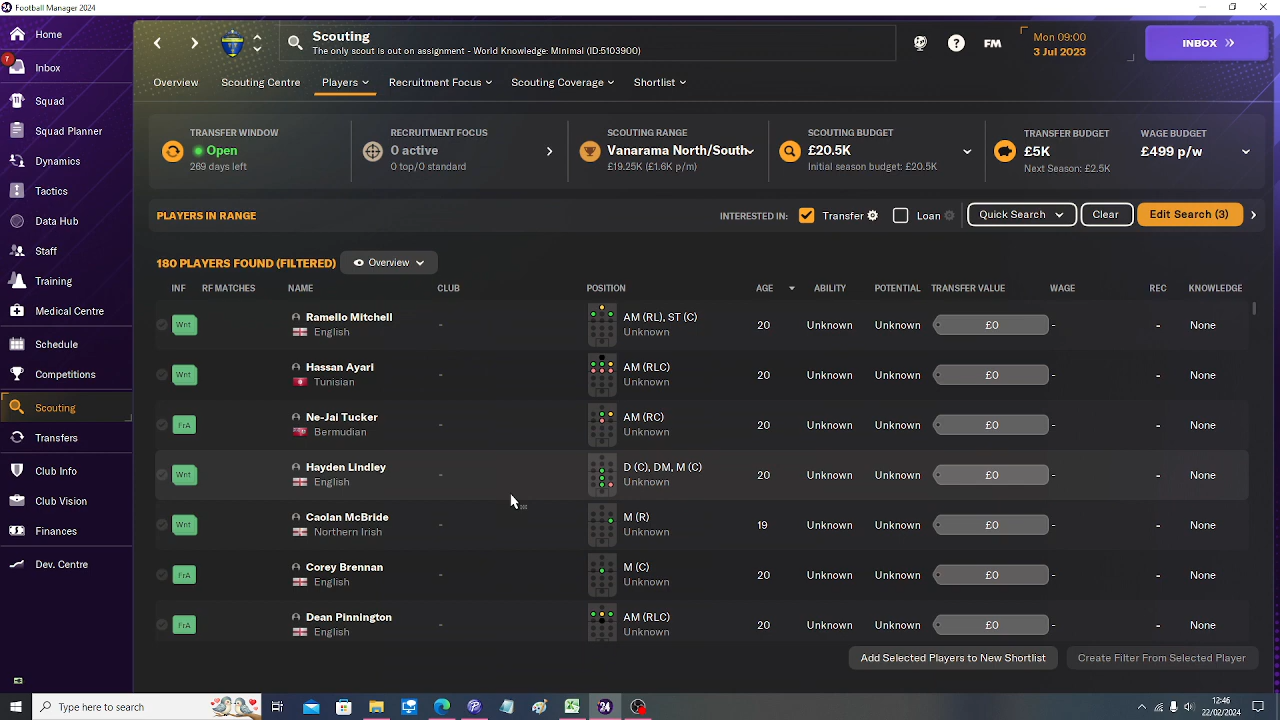 Football Manager 2024
Home
7
Inbox
Squad
Squad Planner
Dynamics
Tactics
Data Hub
Staff
Training
Medical Centre
Schedule
Competitions
Scouting
Transfers
Club Info
Club Vision
Finances
Dev. Centre
Scouting
The only scout is out on assignment - World Knowledge: Minimal (ID:5103900)
FM
Mon 09:00
3 Jul 2023
INBOX
Overview Scouting Centre Players Recruitment Focus Scouting Coverage Shortlist
TRANSFER WINDOW
Open
269 days left
RECRUITMENT FOCUS
0 active
0 top/0 standard
SCOUTING RANGE
Vanarama North/South
£19.25K (£1.6K p/m)
SCOUTING BUDGET
£20.5K
Initial season budget: £20.5K
TRANSFER BUDGET
£5K
Next Season: £2.5K
WAGE BUDGET
£499 p/w
PLAYERS IN RANGE
INTERESTED IN: Transfer Loan Quick Search Clear Edit Search (3)
180 PLAYERS FOUND (FILTERED) Overview
INF RF MATCHES NAME CLUB POSITION AGE ABILITY POTENTIAL TRANSFER VALUE WAGE REC KNOWLEDGE
Wnt Ramello Mitchell - AM (RL), ST (C) 20 Unknown Unknown £0 - - None
English Unknown
Wnt Hassan Ayari - AM (RLC) 20 Unknown Unknown £0 - - None
Tunisian Unknown
FrA Ne-Jai Tucker - AM (RC) 20 Unknown Unknown £0 - - None
Bermudian Unknown
Wnt Hayden Lindley - D (C), DM, M (C) 20 Unknown Unknown £0 - - None
English Unknown
Wnt Caolan McBride - M (R) 19 Unknown Unknown £0 - - None
Northern Irish Unknown
FrA Corey Brennan - M (C) 20 Unknown Unknown £0 - - None
English Unknown
FrA Dean Pinnington - AM (RLC) 20 Unknown Unknown £0 - - None
English Unknown
Add Selected Players to New Shortlist Create Filter From Selected Player
Type here to search
24
12:46
22/02/2024